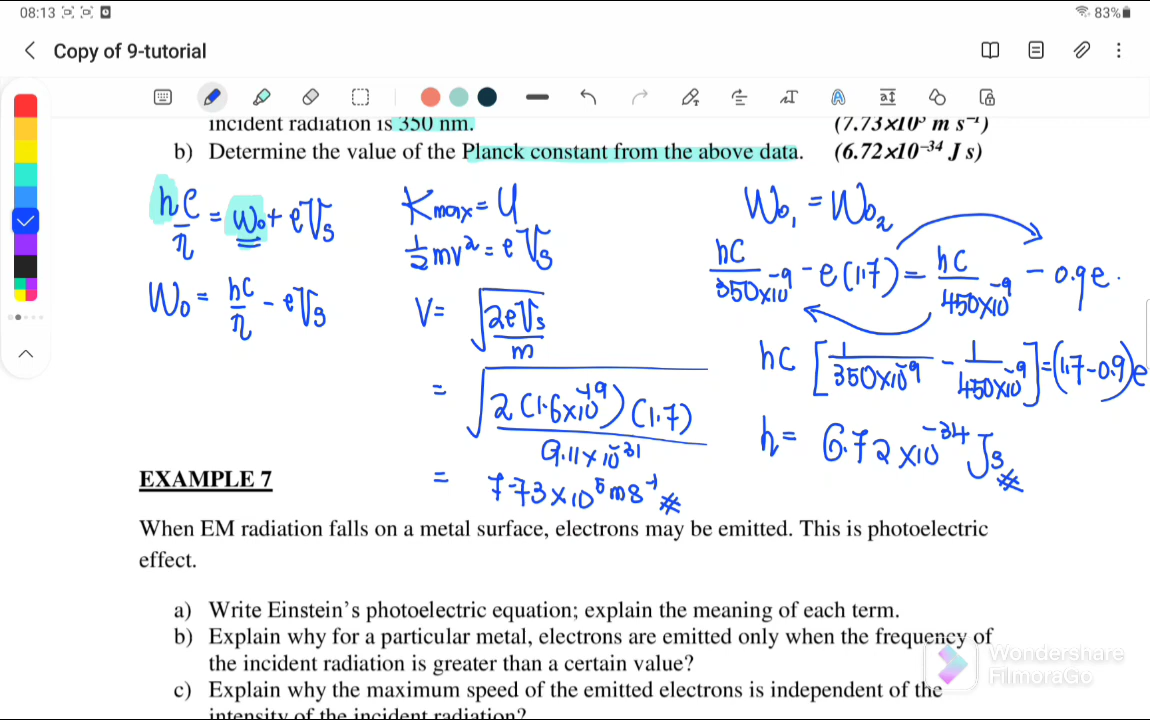 08:13
83%
Copy of 9-tutorial
incident radiation is 350 nm.
(7.73×10⁵ m s⁻¹)
b) Determine the value of the Planck constant from the above data. (6.72×10⁻³⁴ J s)
hc/λ = W₀ + eVs
W₀ = hc/λ - eVs
Kmax = U
½mv² = eVs
V = √(2eVs/m)
= √(2(1.6×10⁻¹⁹)(1.7)/9.11×10⁻³¹)
= 7.73×10⁵ms⁻¹ #
W₀₁ = W₀₂
hc/350×10⁻⁹ - e(1.7) = hc/450×10⁻⁹ - 0.9e.
hc [1/350×10⁻⁹ - 1/450×10⁻⁹] = (1.7-0.9)e
h = 6.72×10⁻³⁴ Js #
EXAMPLE 7
When EM radiation falls on a metal surface, electrons may be emitted. This is photoelectric
effect.
a) Write Einstein's photoelectric equation; explain the meaning of each term.
b) Explain why for a particular metal, electrons are emitted only when the frequency of
the incident radiation is greater than a certain value?
c) Explain why the maximum speed of the emitted electrons is independent of the
intensity of the incident radiation?
Wondershare
FilmoraGo